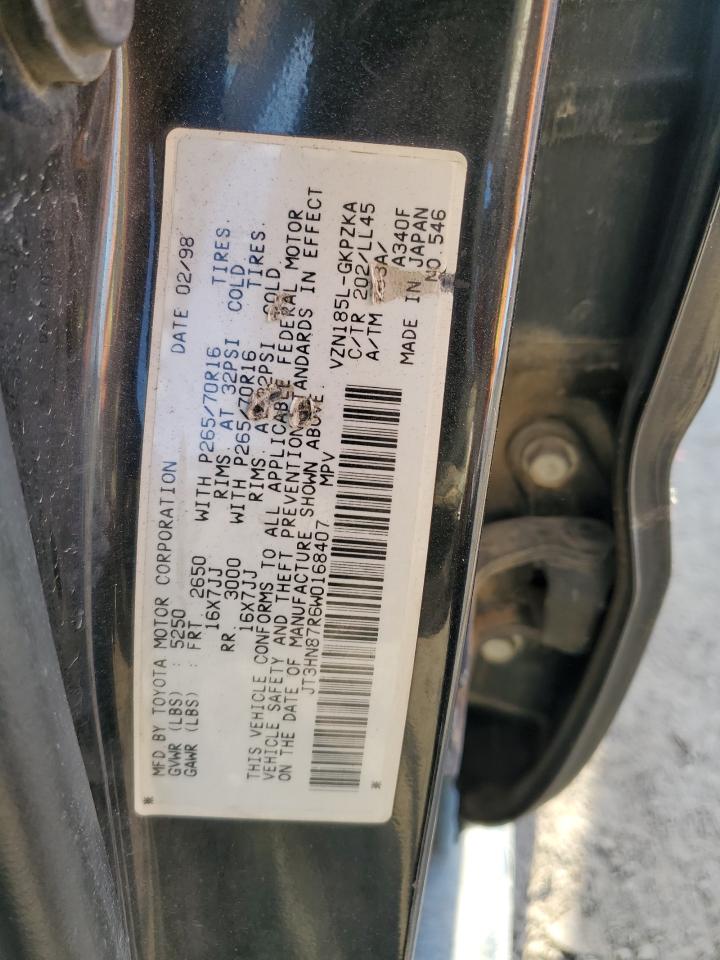 MFD BY TOYOTA MOTOR CORPORATION DATE 02/98
GVWR (LBS) : 5250
GAWR (LBS) : FRT. 2650 WITH P265/70R16 TIRES.
16X7JJ RIMS. AT 32PSI COLD
RR. 3000 WITH P265/70R16 TIRES.
16X7JJ RIMS. 32PSI COLD.
THIS VEHICLE CONFORMS TO ALL APPLICABLE FEDERAL MOTOR
VEHICLE SAFETY AND THEFT PREVENTION STANDARDS IN EFFECT
ON THE DATE OF MANUFACTURE SHOWN ABOVE.
JT3HN87R6W0168407 MPV
VZN185L-GKPZKA
C/TR 202/LL45
A/TM A340F
MADE IN JAPAN
NO.546